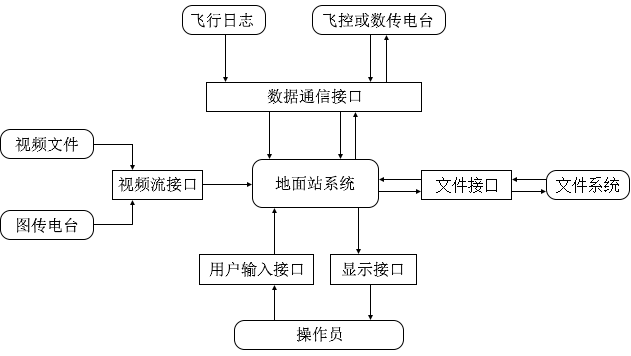 飞行日志
飞控或数传电台
数据通信接口
视频文件
视频流接口
地面站系统
文件接口
文件系统
图传电台
用户输入接口
显示接口
操作员